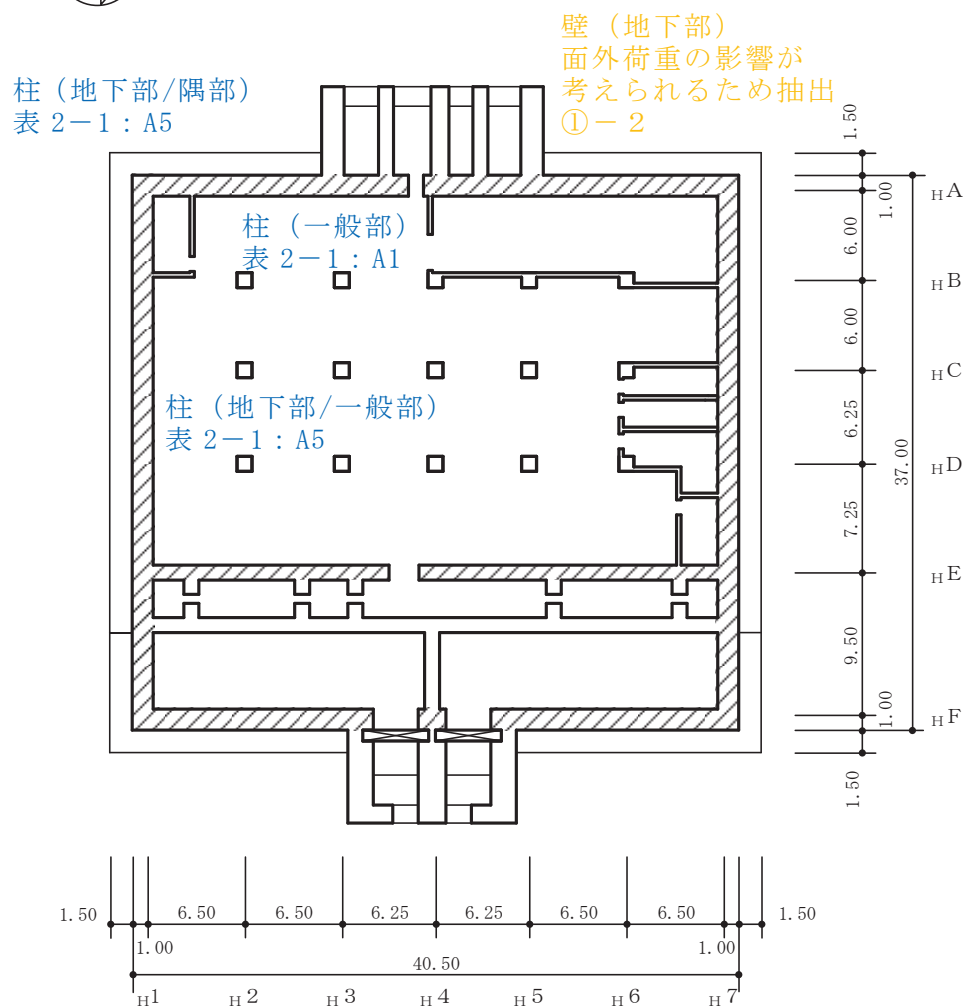 壁（地下部）
面外荷重の影響が
考えられるため抽出
①－2
柱（地下部/隅部）
表 2－1：A5
柱（一般部）
表 2－1：A1
柱（地下部/一般部）
表 2－1：A5
1.50
1.00
6.00
6.00
6.25
7.25
9.50
1.00
1.50
37.00
HA
HB
HC
HD
HE
HF
1.50 6.50 6.50 6.25 6.25 6.50 6.50 1.50
1.00 1.00
40.50
H1 H2 H3 H4 H5 H6 H7